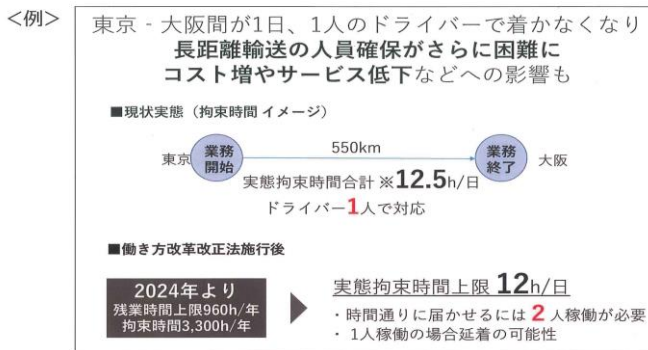 <例>
東京‐大阪間が1日、1人のドライバーで着かなくなり
長距離輸送の人員確保がさらに困難に
コスト増やサービス低下などへの影響も
■現状実態（拘束時間 イメージ）
東京 業務開始 550km 業務終了 大阪
実態拘束時間合計 ※12.5h/日
ドライバー1人で対応
■働き方改革改正法施行後
2024年より
残業時間上限960h/年
拘束時間3,300h/年
実態拘束時間上限 12h/日
・時間通りに届かせるには 2 人稼働が必要
・1人稼働の場合延着の可能性